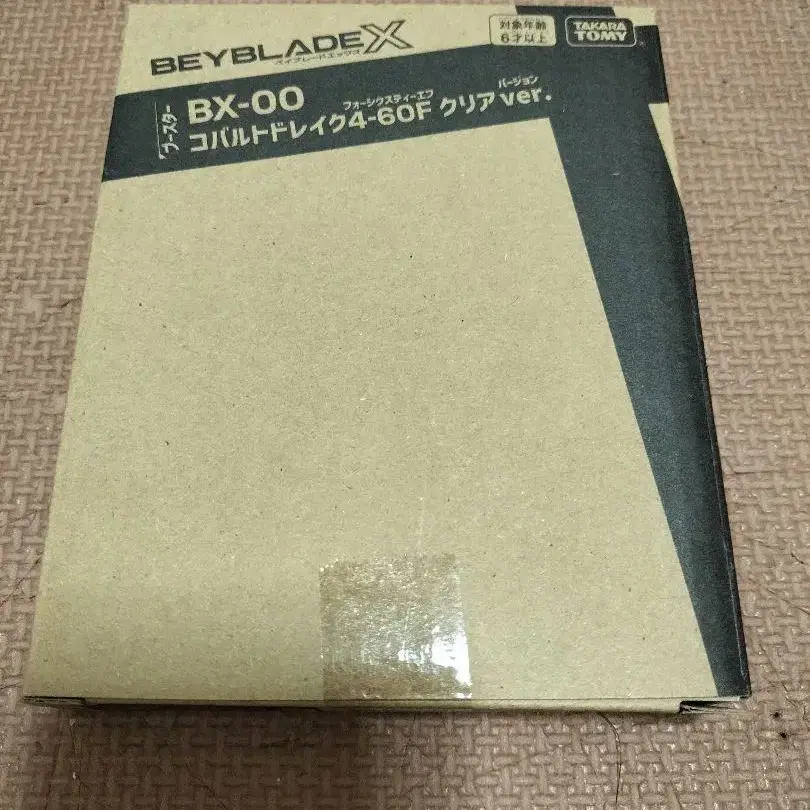 BEYBLADE X
ベイブレードエックス
対象年齢
6才以上
TAKARA
TOMY
ブースター
BX-00
フォーシックスティーエフ
バージョン
コバルトドレイク4-60F クリアver.